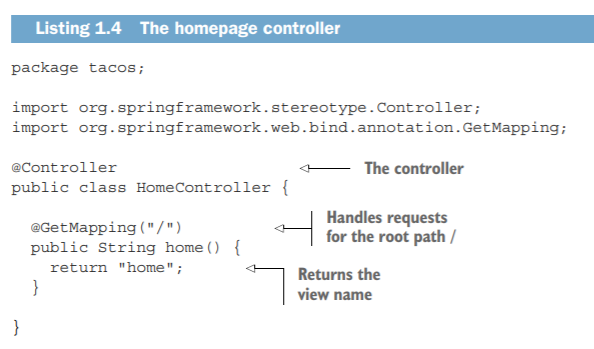 Listing 1.4 The homepage controller
package tacos;
import org.springframework.stereotype.Controller;
import org.springframework.web.bind.annotation.GetMapping;
@Controller
The controller
public class HomeController {
@GetMapping("/")
Handles requests
for the root path /
public String home() {
return "home";
Returns the
view name
}
}